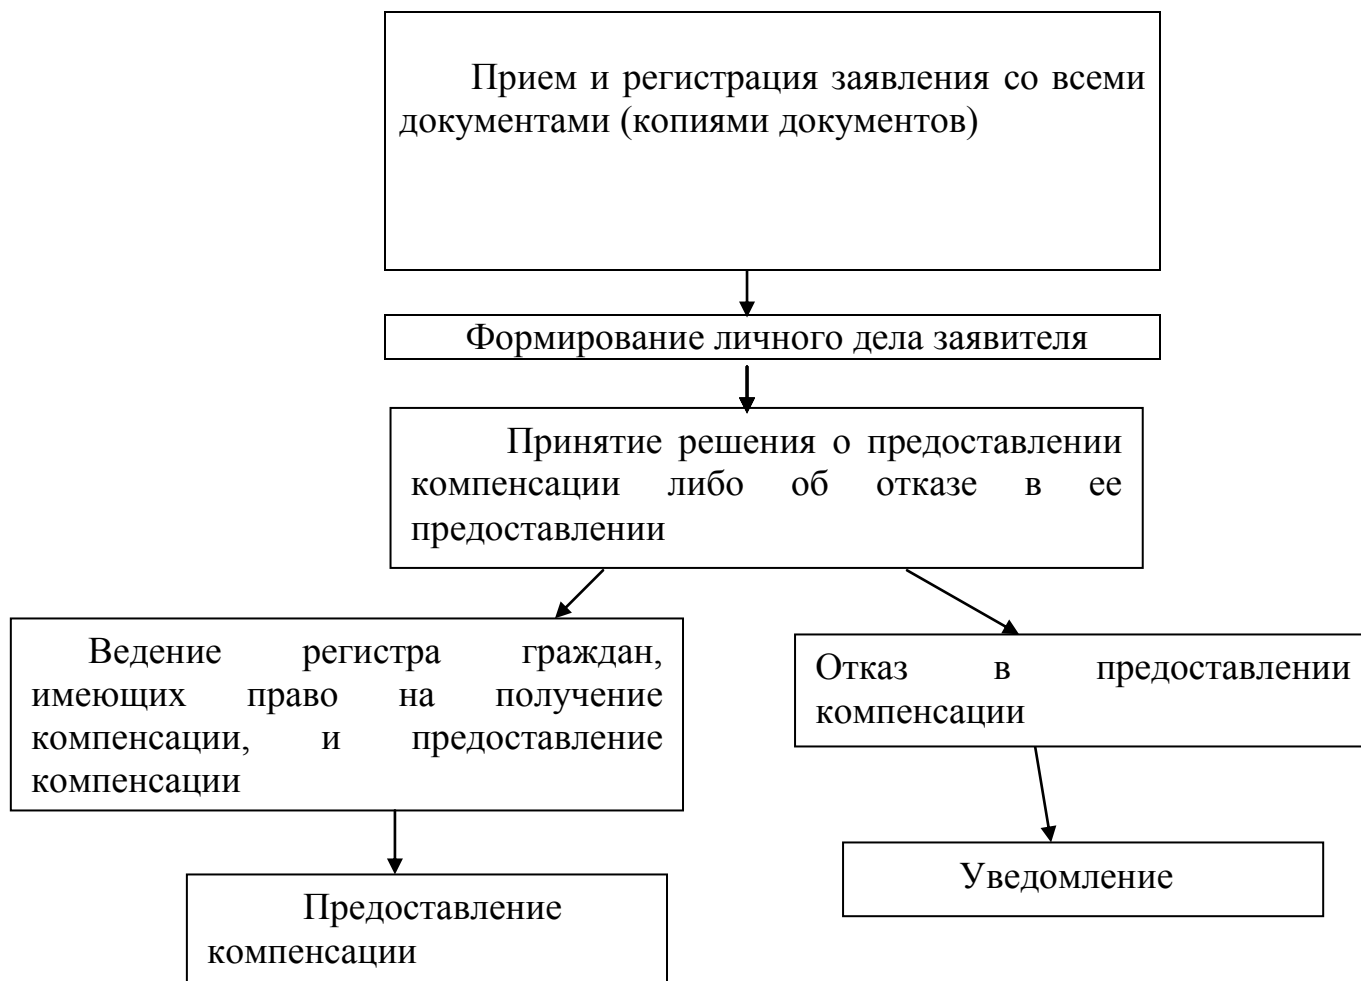 Прием и регистрация заявления со всеми
документами (копиями документов)
Формирование личного дела заявителя
Принятие решения о предоставлении
компенсации либо об отказе в ее
предоставлении
Ведение регистра граждан,
имеющих право на получение
компенсации, и предоставление
компенсации
Отказ в предоставлении
компенсации
Уведомление
Предоставление
компенсации